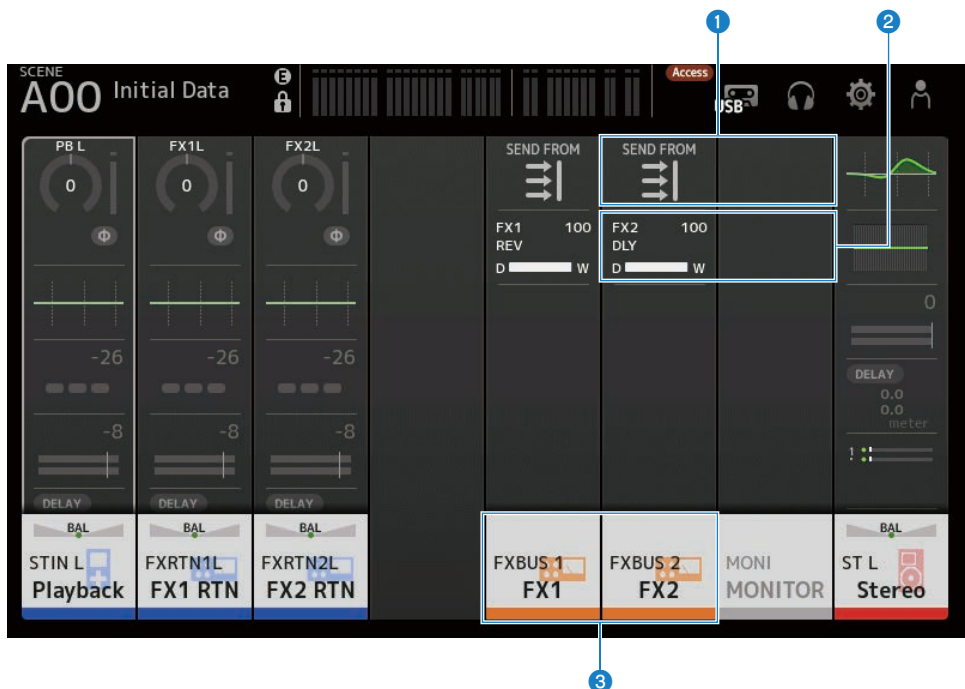 1
2
SCENE
A00 Initial Data
E
Access
USB
PB L
0
Φ
-26
-8
DELAY
BAL
STIN L
Playback
FX1L
0
Φ
-26
-8
DELAY
BAL
FXRTN1L
FX1 RTN
FX2L
0
Φ
-26
-8
DELAY
BAL
FXRTN2L
FX2 RTN
SEND FROM
FX1 100
REV
D W
FXBUS 1
FX1
SEND FROM
FX2 100
DLY
D W
FXBUS 2
FX2
MONI
MONITOR
0
DELAY
0.0
0.0
meter
!
BAL
ST L
Stereo
3